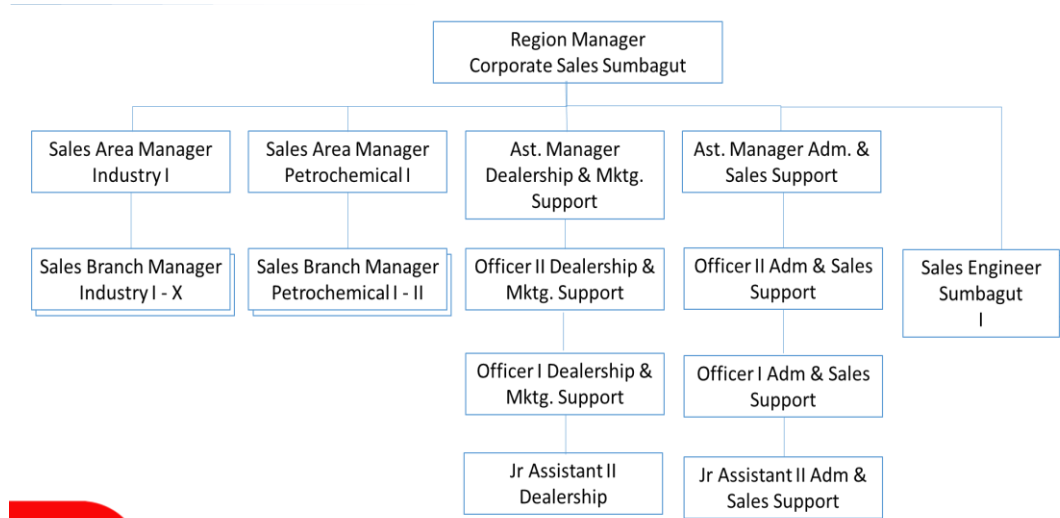 Region Manager
Corporate Sales Sumbagut
Sales Area Manager
Industry I
Sales Area Manager
Petrochemical I
Ast. Manager
Dealership & Mktg.
Support
Ast. Manager Adm. &
Sales Support
Sales Branch Manager
Industry I - X
Sales Branch Manager
Petrochemical I - II
Officer II Dealership &
Mktg. Support
Officer II Adm & Sales
Support
Sales Engineer
Sumbagut
I
Officer I Dealership &
Mktg. Support
Officer I Adm & Sales
Support
Jr Assistant II
Dealership
Jr Assistant II Adm &
Sales Support